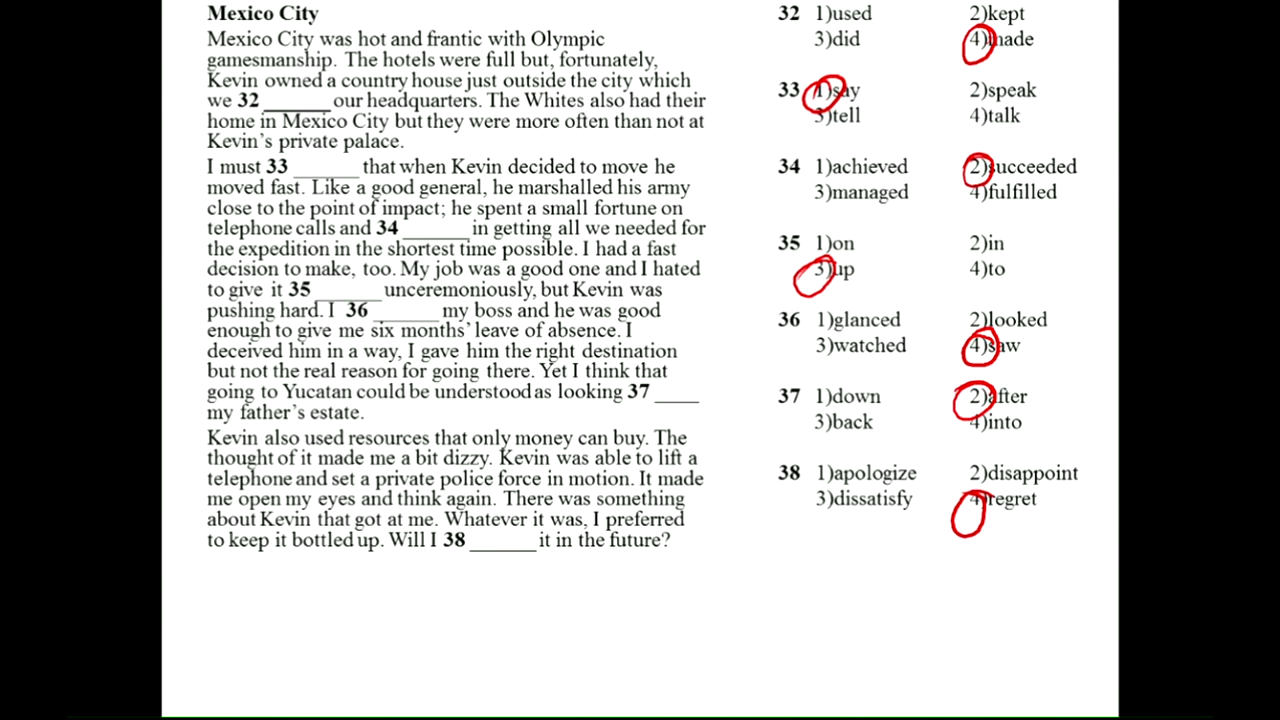 Mexico City
Mexico City was hot and frantic with Olympic
gamesmanship. The hotels were full but, fortunately,
Kevin owned a country house just outside the city which
we 32 ______ our headquarters. The Whites also had their
home in Mexico City but they were more often than not at
Kevin's private palace.
I must 33 ______ that when Kevin decided to move he
moved fast. Like a good general, he marshalled his army
close to the point of impact; he spent a small fortune on
telephone calls and 34 ______ in getting all we needed for
the expedition in the shortest time possible. I had a fast
decision to make, too. My job was a good one and I hated
to give it 35 ______ unceremoniously, but Kevin was
pushing hard. I 36 ______ my boss and he was good
enough to give me six months' leave of absence. I
deceived him in a way, I gave him the right destination
but not the real reason for going there. Yet I think that
going to Yucatan could be understood as looking 37 ____
my father's estate.
Kevin also used resources that only money can buy. The
thought of it made me a bit dizzy. Kevin was able to lift a
telephone and set a private police force in motion. It made
me open my eyes and think again. There was something
about Kevin that got at me. Whatever it was, I preferred
to keep it bottled up. Will I 38 ______ it in the future?
32 1)used 2)kept
3)did 4)made
33 1)say 2)speak
3)tell 4)talk
34 1)achieved 2)succeeded
3)managed 4)fulfilled
35 1)on 2)in
3)up 4)to
36 1)glanced 2)looked
3)watched 4)saw
37 1)down 2)after
3)back 4)into
38 1)apologize 2)disappoint
3)dissatisfy 4)regret